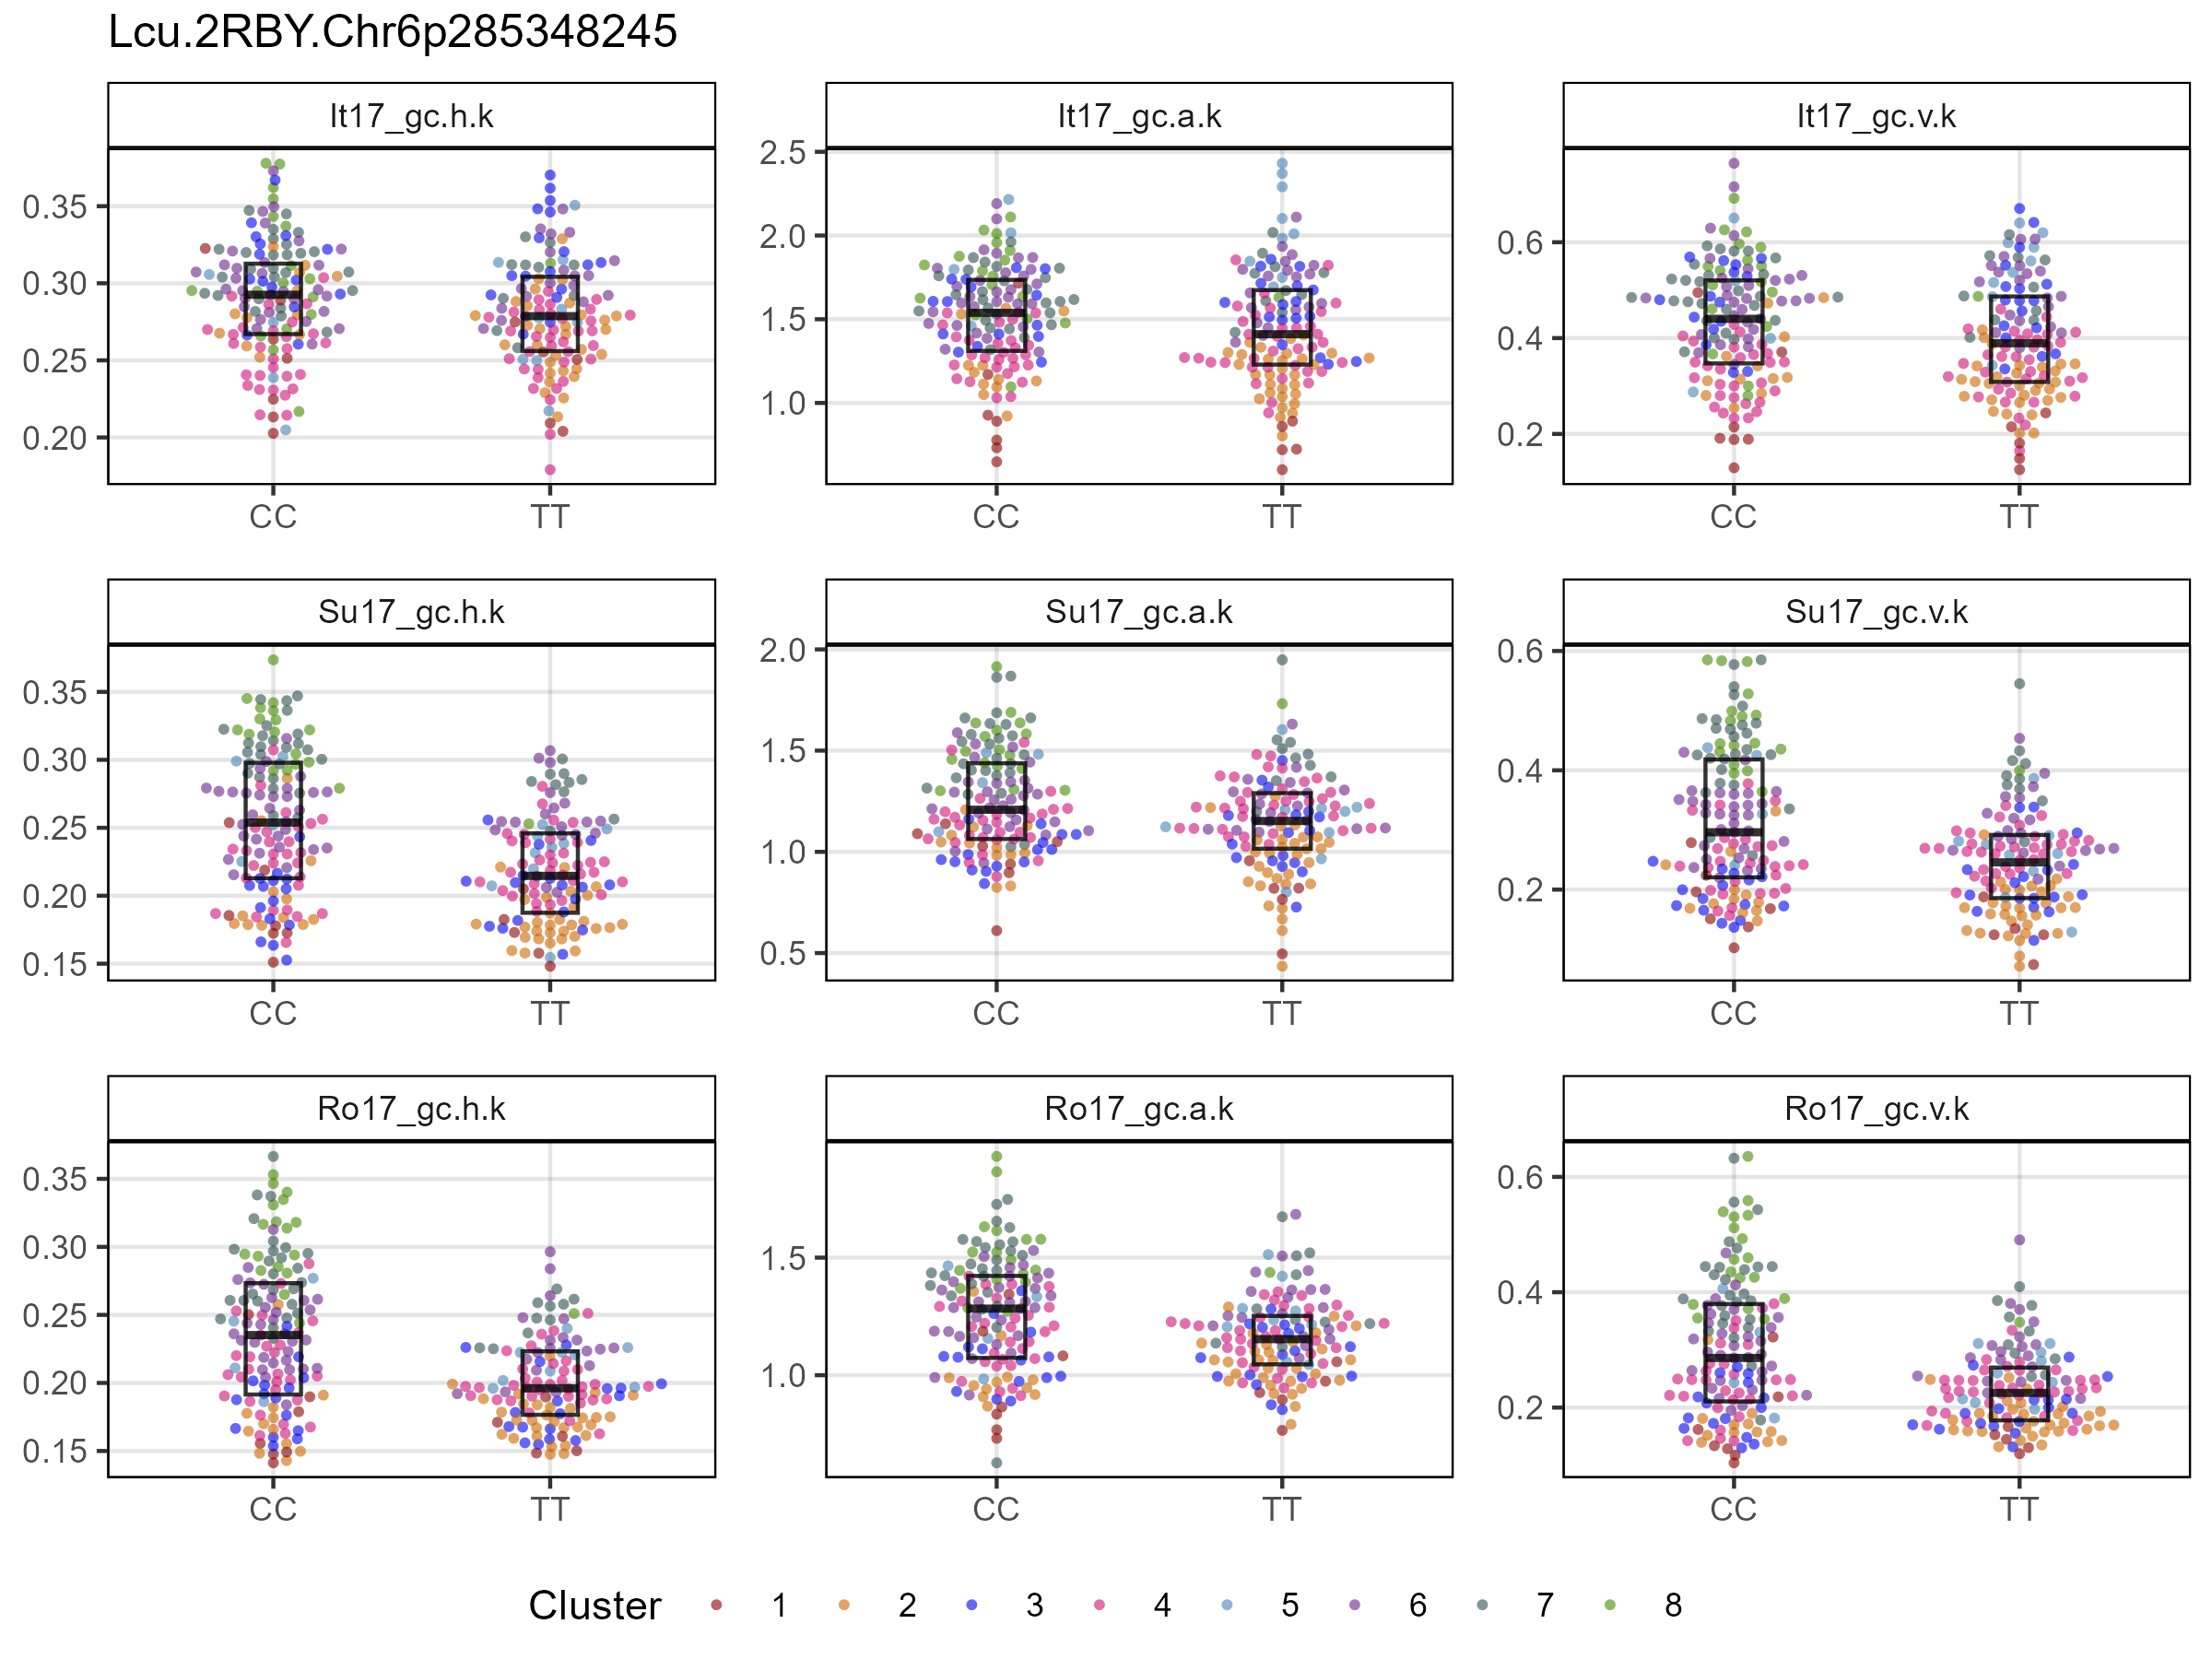 Lcu.2RBY.Chr6p285348245
It17_gc.h.k
It17_gc.a.k
It17_gc.v.k
0.35
0.30
0.25
0.20
2.5
2.0
1.5
1.0
0.6
0.4
0.2
CC
TT
CC
TT
CC
TT
Su17_gc.h.k
Su17_gc.a.k
Su17_gc.v.k
0.35
0.30
0.25
0.20
0.15
2.0
1.5
1.0
0.5
0.6
0.4
0.2
CC
TT
CC
TT
CC
TT
Ro17_gc.h.k
Ro17_gc.a.k
Ro17_gc.v.k
0.35
0.30
0.25
0.20
0.15
1.5
1.0
0.6
0.4
0.2
CC
TT
CC
TT
CC
TT
Cluster 1 2 3 4 5 6 7 8